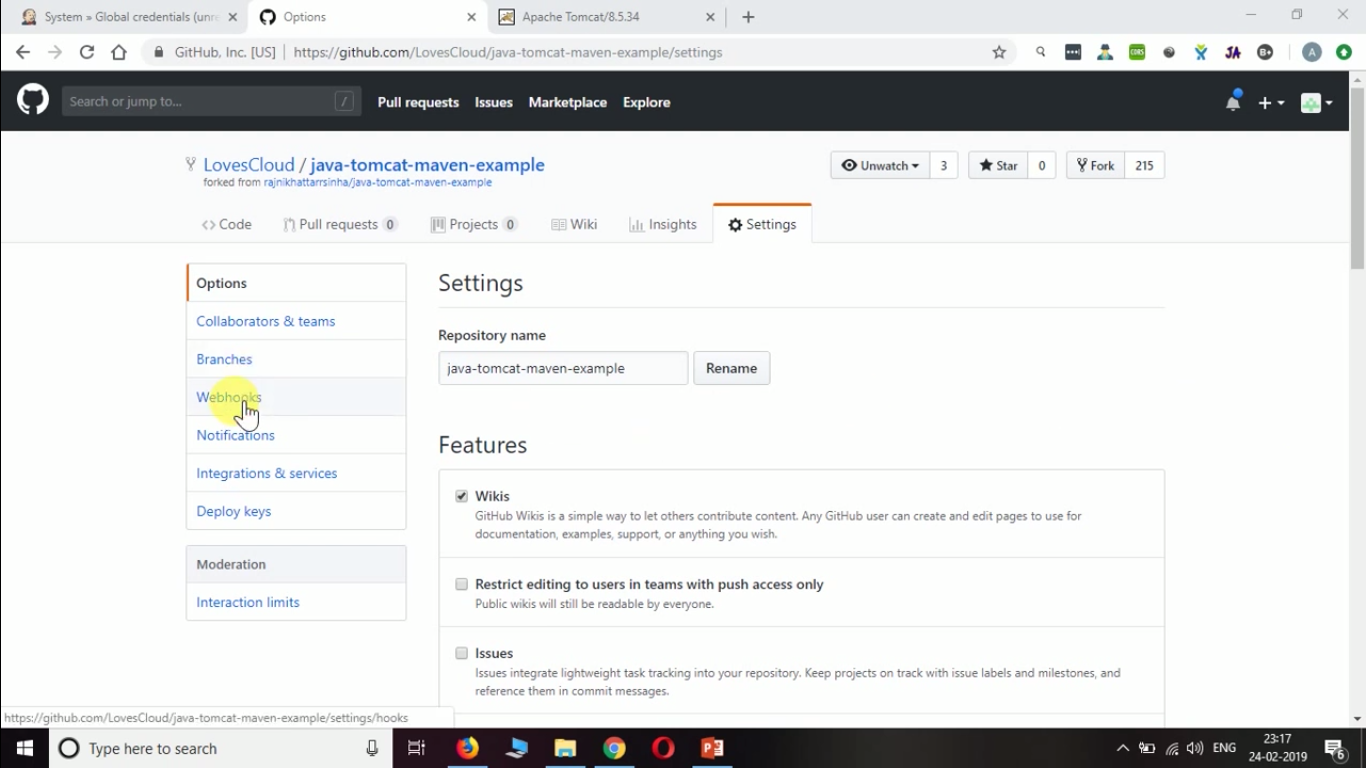 System » Global credentials (unre
Options
Apache Tomcat/8.5.34
GitHub, Inc. [US] | https://github.com/LovesCloud/java-tomcat-maven-example/settings
CORS
JA
B+
A
Search or jump to...
/
Pull requests
Issues
Marketplace
Explore
LovesCloud / java-tomcat-maven-example
forked from rajnikhattarrsinha/java-tomcat-maven-example
Unwatch 3
Star 0
Fork 215
Code
Pull requests 0
Projects 0
Wiki
Insights
Settings
Options
Collaborators & teams
Branches
Webhooks
Notifications
Integrations & services
Deploy keys
Moderation
Interaction limits
Settings
Repository name
java-tomcat-maven-example
Rename
Features
Wikis
GitHub Wikis is a simple way to let others contribute content. Any GitHub user can create and edit pages to use for
documentation, examples, support, or anything you wish.
Restrict editing to users in teams with push access only
Public wikis will still be readable by everyone.
Issues
Issues integrate lightweight task tracking into your repository. Keep projects on track with issue labels and milestones, and
reference them in commit messages.
https://github.com/LovesCloud/java-tomcat-maven-example/settings/hooks
Type here to search
ENG
23:17
24-02-2019
6